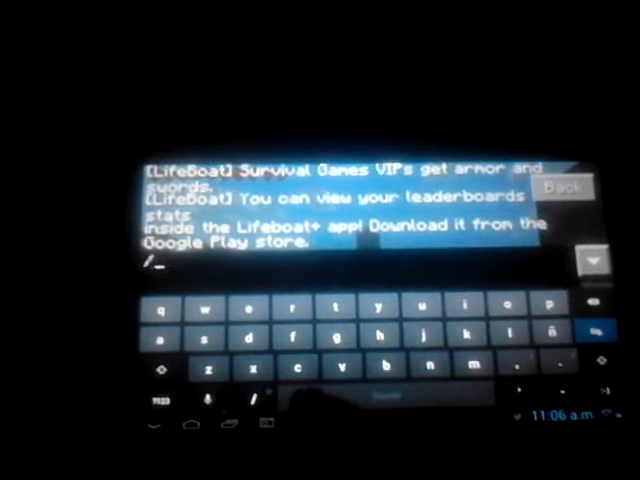 [LifeBoat] Survival Games VIPs get armor and
swords.
Back
[LifeBoat] You can view your leaderboards
stats
inside the Lifeboat+ app! Download it from the
Google Play store.
/_
q w e r t y u i o p
a s d f g h j k l ñ
z x c v b n m , .
?123 /
11:06 a.m.